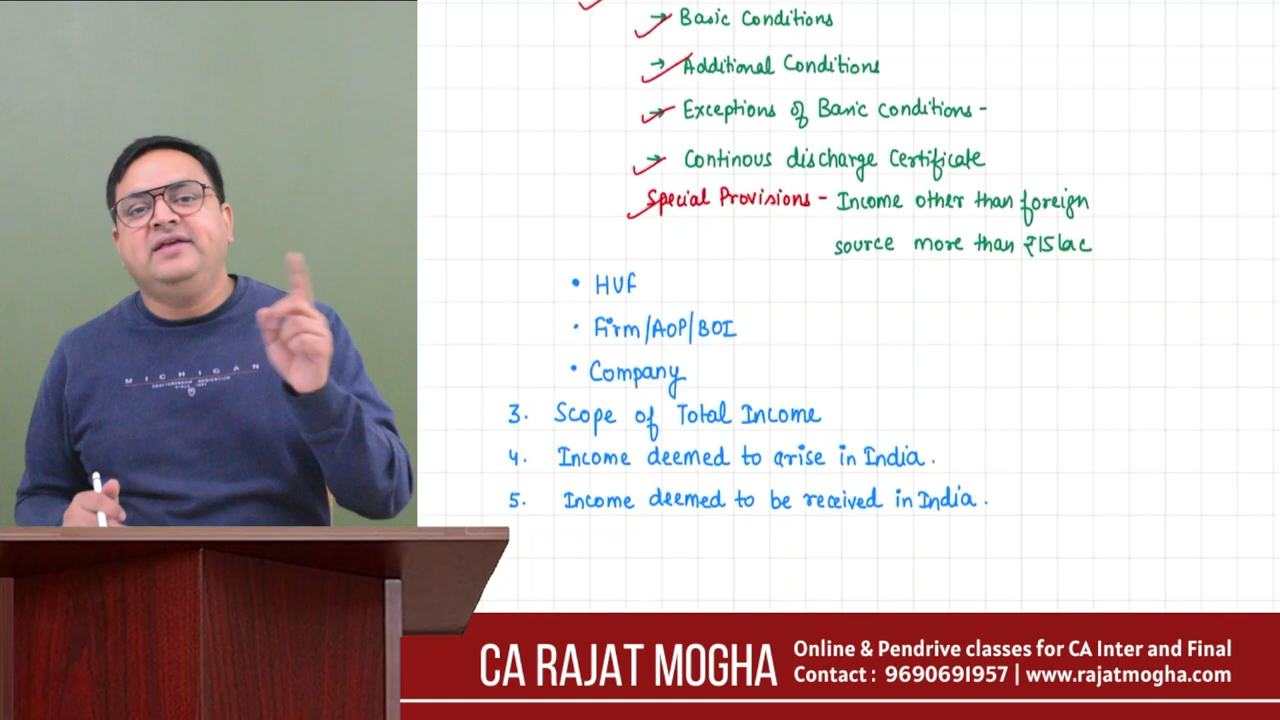 → Basic Conditions
→ Additional Conditions
→ Exceptions of Basic Conditions -
→ Continous discharge Certificate
Special Provisions - Income other than foreign
source more than ₹15 lac
• HUF
• Firm/AOP/BOI
• Company
3. Scope of Total Income
4. Income deemed to arise in India.
5. Income deemed to be received in India.
MICHIGAN
CA RAJAT MOGHA
Online & Pendrive classes for CA Inter and Final
Contact : 9690691957 | www.rajatmogha.com